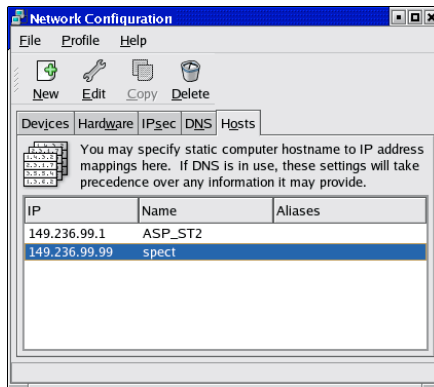 Network Configuration
File Profile Help
New Edit Copy Delete
Devices Hardware IPsec DNS Hosts
You may specify static computer hostname to IP address
mappings here. If DNS is in use, these settings will take
precedence over any information it may provide.
IP Name Aliases
149.236.99.1 ASP_ST2
149.236.99.99 spect